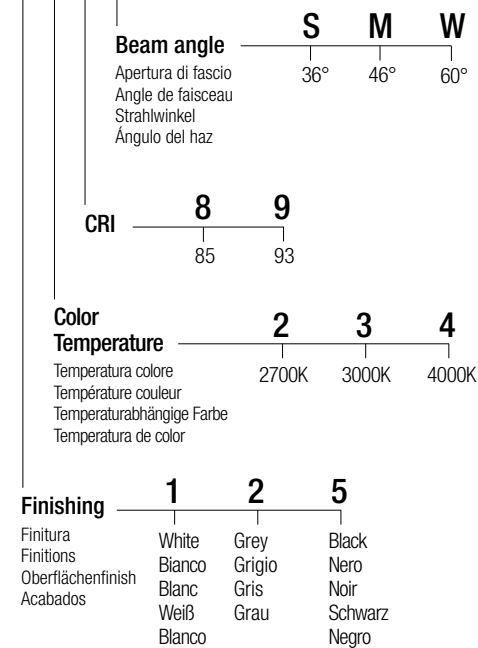 S M W
Beam angle
36° 46° 60°
Apertura di fascio
Angle de faisceau
Strahlwinkel
Ángulo del haz
8 9
CRI
85 93
Color
Temperature
2 3 4
2700K 3000K 4000K
Temperatura colore
Température couleur
Temperaturabhängige Farbe
Temperatura de color
1 2 5
Finishing
Finitura
Finitions
Oberflächenfinish
Acabados
White Grey Black
Bianco Grigio Nero
Blanc Gris Noir
Weiß Grau Schwarz
Blanco Negro